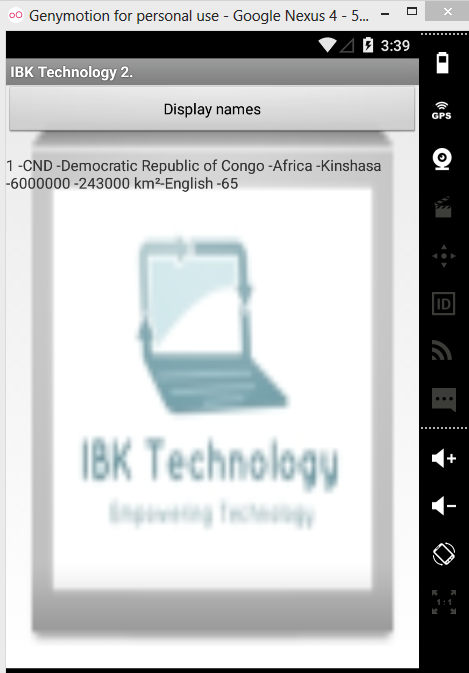 Genymotion for personal use - Google Nexus 4 - 5...
3:39
IBK Technology 2.
Display names
1 -CND -Democratic Republic of Congo -Africa -Kinshasa
-6000000 -243000 km²-English -65
IBK Technology
Empowering Technology
GPS
ID
1:1